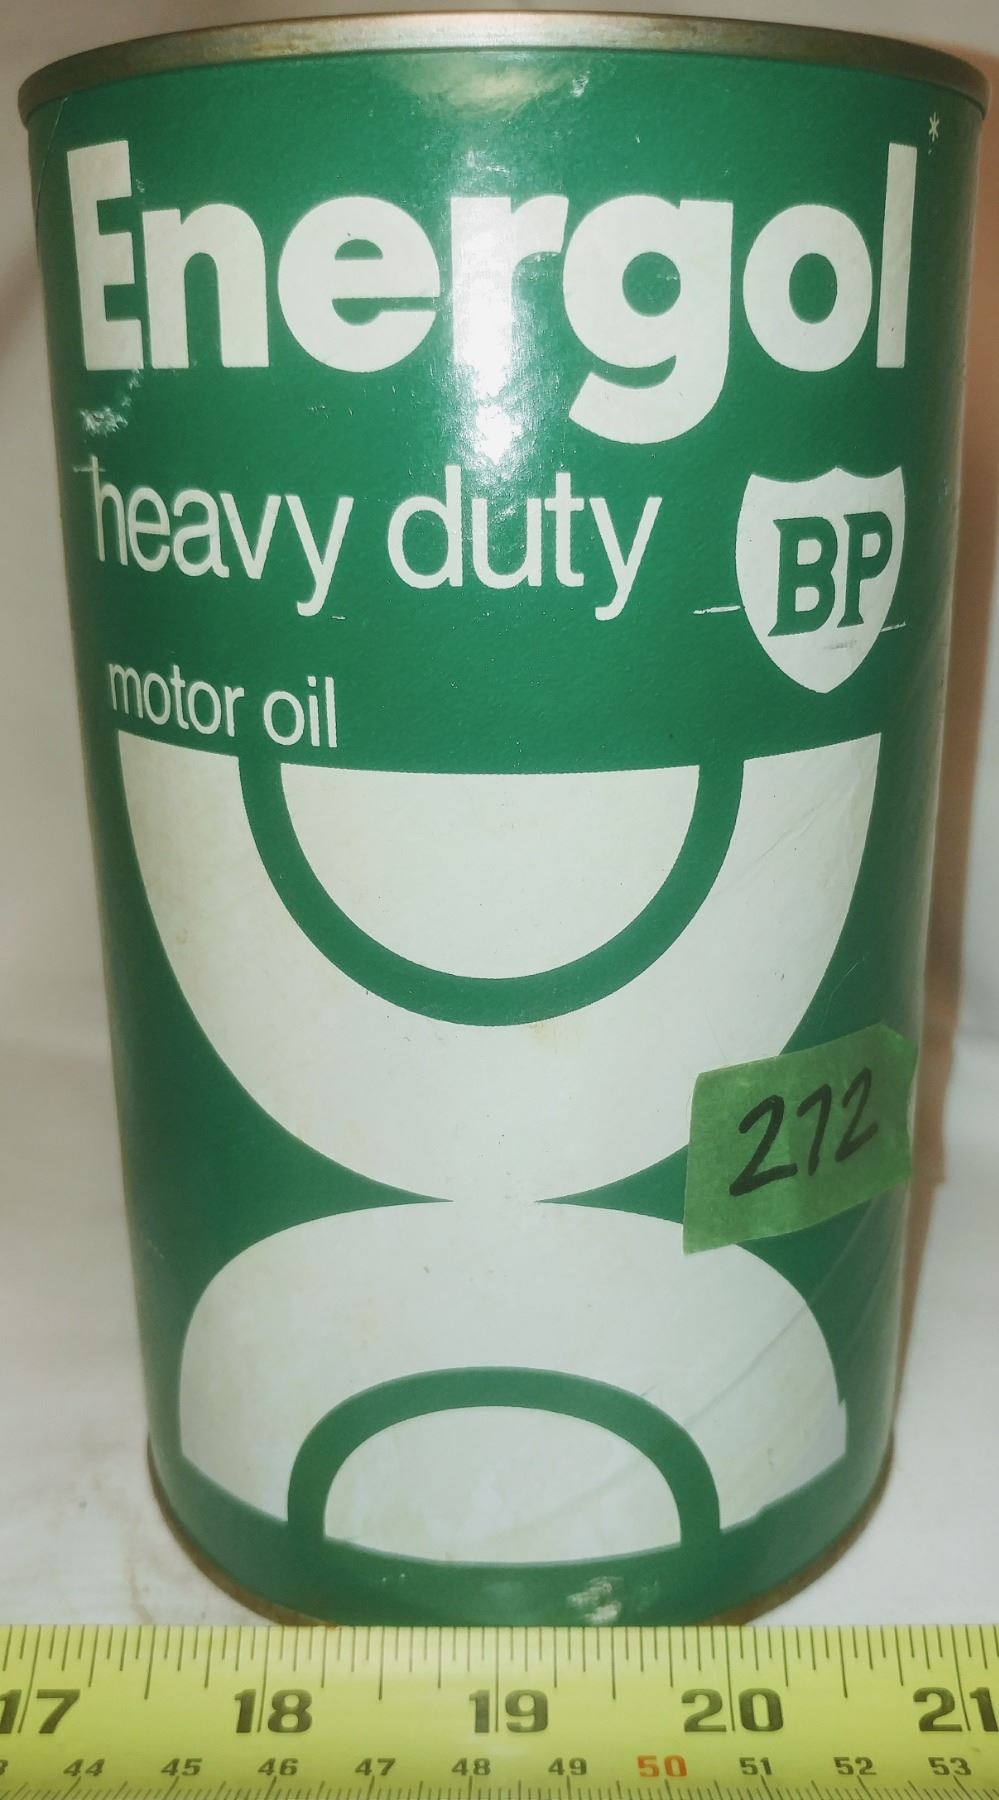 Energol*
heavy duty
BP
motor oil
272
17 18 19 20 21
44 45 46 47 48 49 50 51 52 53